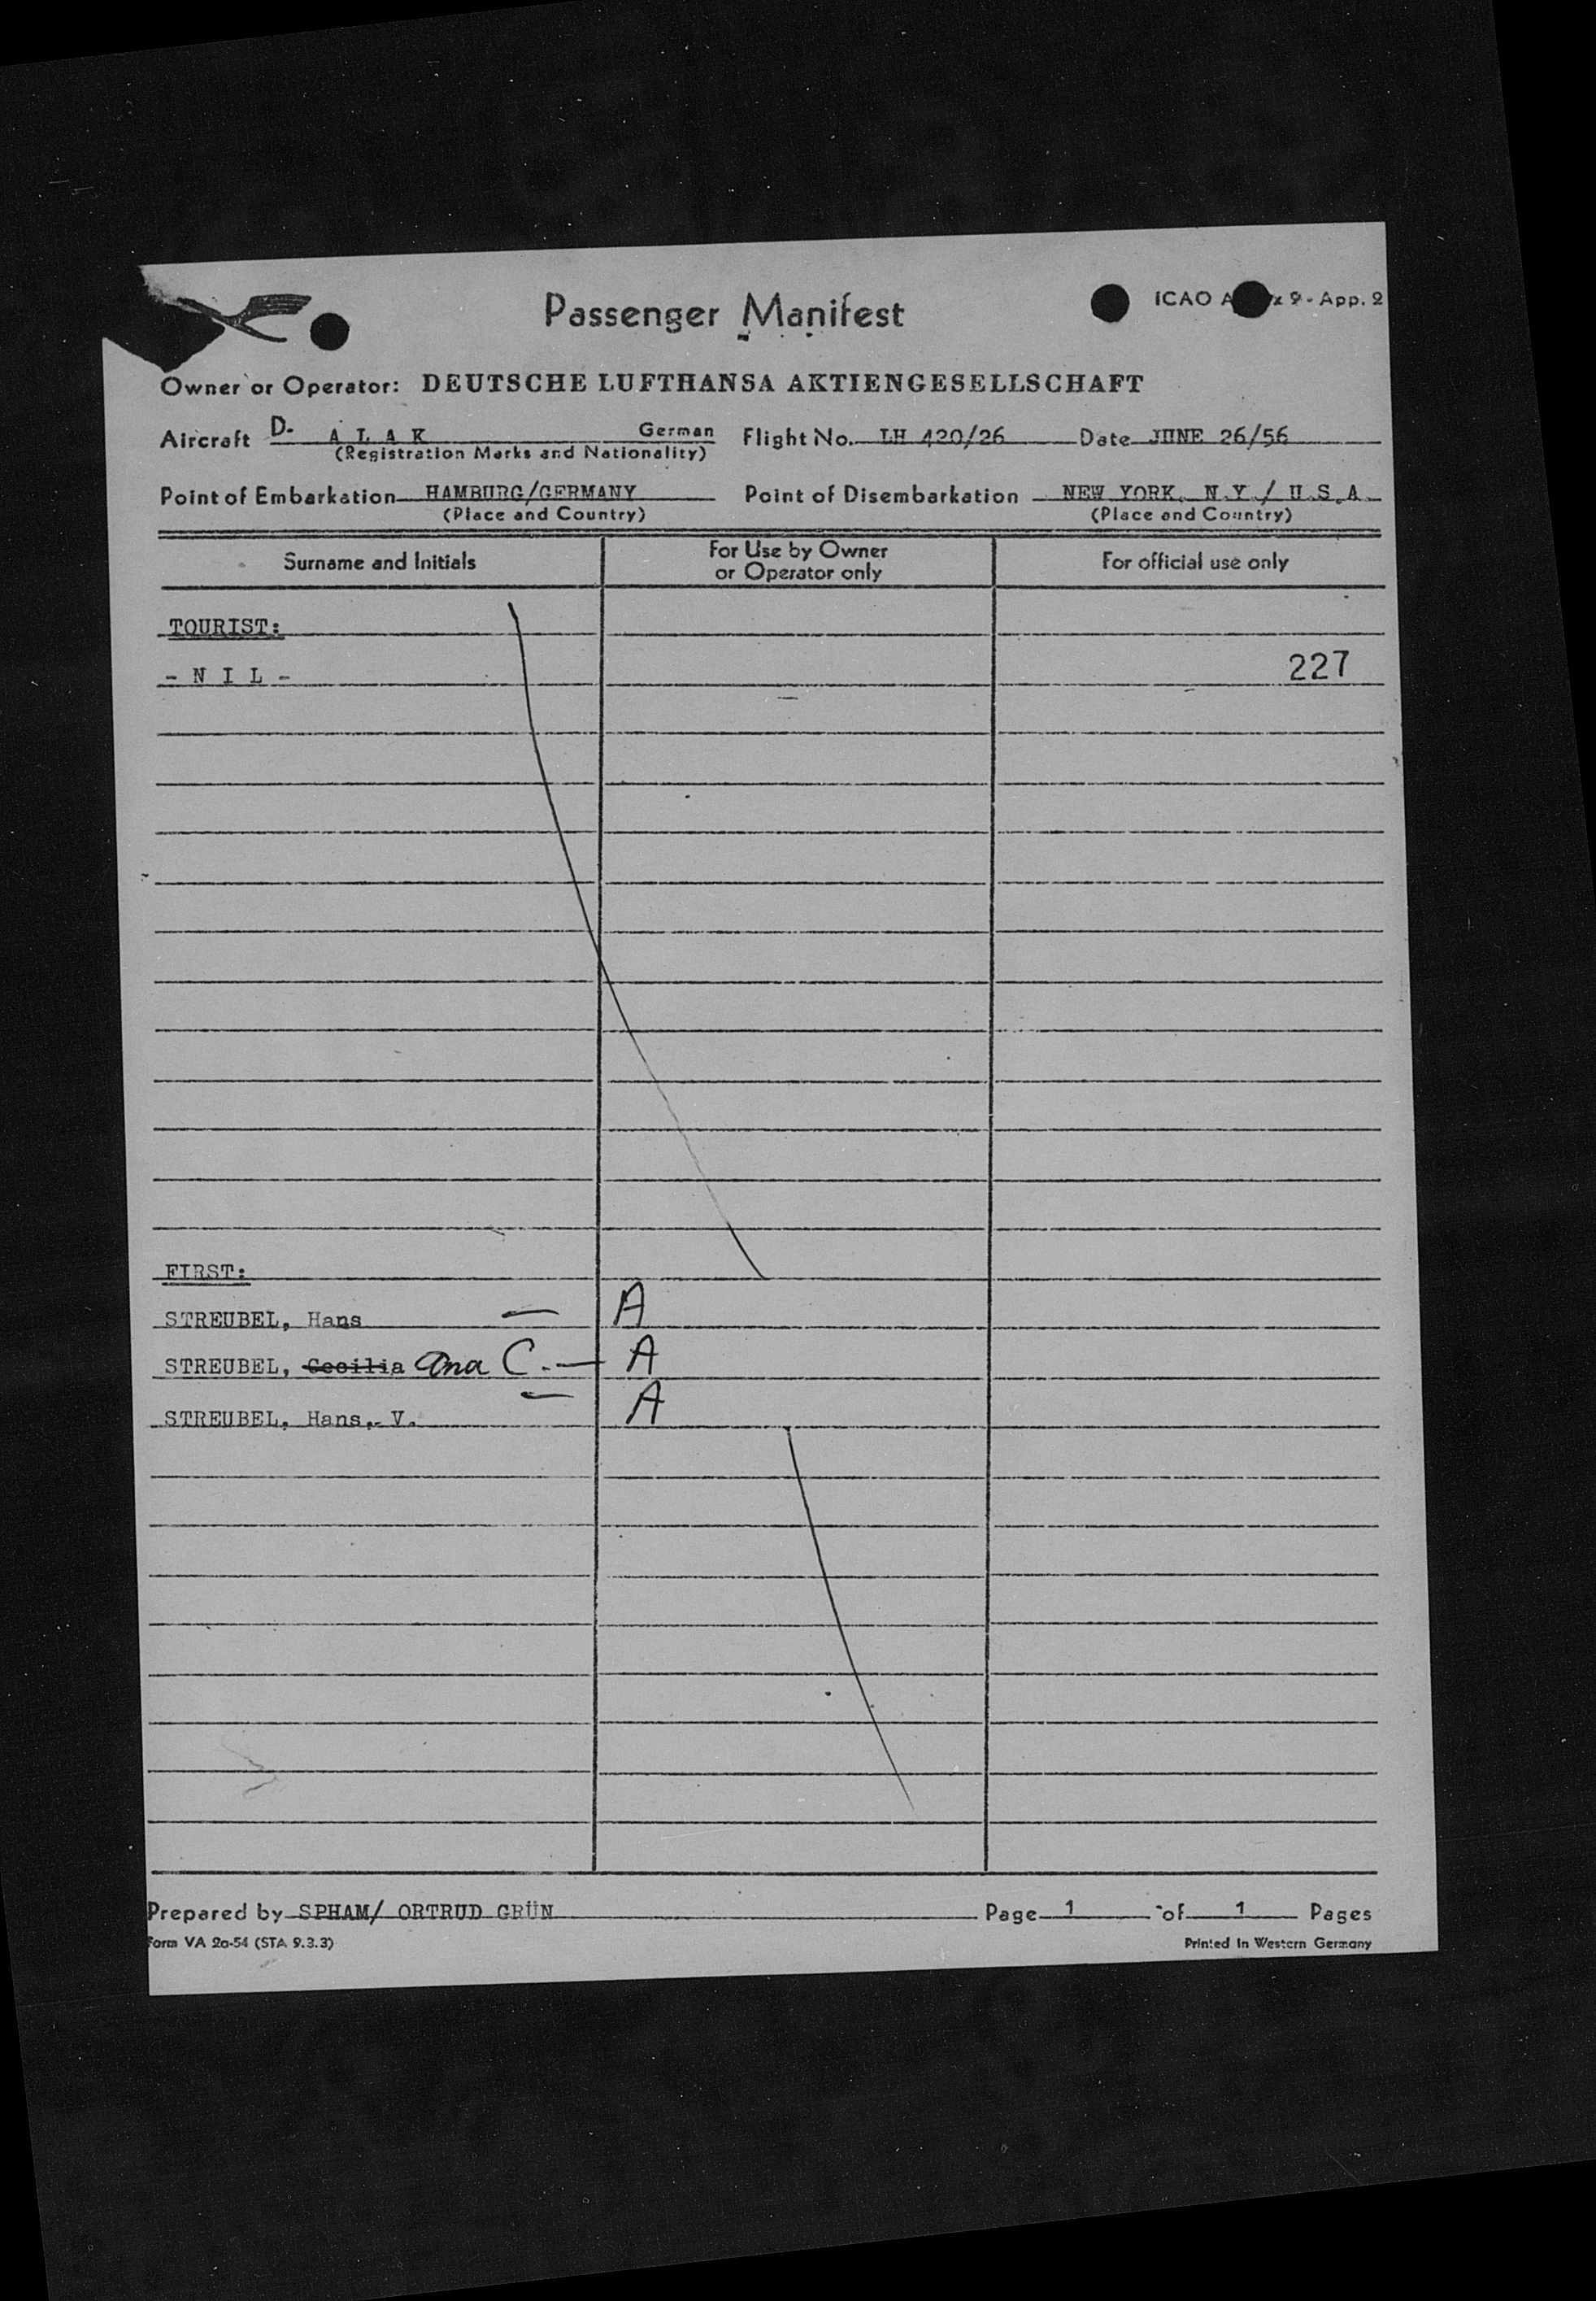 Passenger Manifest
ICAO A x 9 - App. 2
Owner or Operator: DEUTSCHE LUFTHANSA AKTIENGESELLSCHAFT
Aircraft D- A L A K German Flight No. LH 420/26 Date JUNE 26/56
(Registration Marks and Nationality)
Point of Embarkation HAMBURG/GERMANY Point of Disembarkation NEW YORK, N.Y./ U.S.A.
(Place and Country) (Place and Country)
Surname and Initials For Use by Owner or Operator only For official use only
TOURIST:
- N I L - 227
FIRST:
STREUBEL, Hans — A
STREUBEL, Cecilia Ana C. — A
STREUBEL, Hans,- V. — A
Prepared by SPHAM/ ORTRUD GRÜN Page 1 of 1 Pages
Form VA 2a-54 (STA 9.3.3) Printed in Western Germany